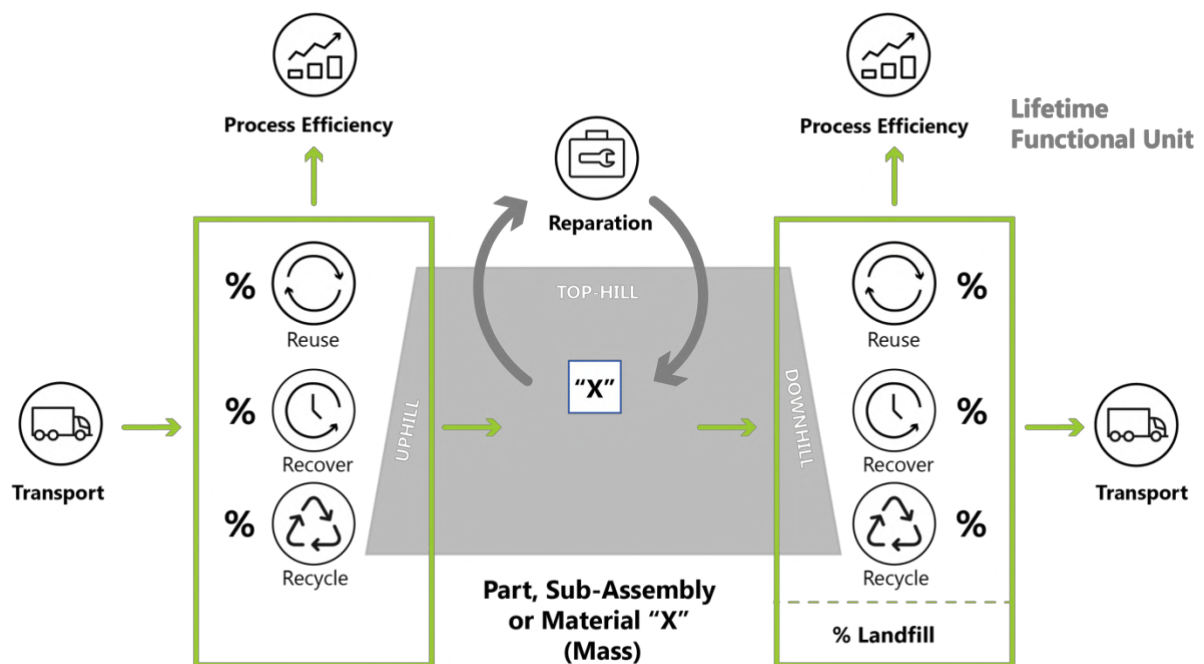 Process Efficiency
Process Efficiency
Lifetime
Functional Unit
Reparation
%
Reuse
%
Recover
%
Recycle
Transport
UPHILL
TOP-HILL
“X”
DOWNHILL
Part, Sub-Assembly
or Material “X”
(Mass)
%
Reuse
%
Recover
%
Recycle
% Landfill
Transport